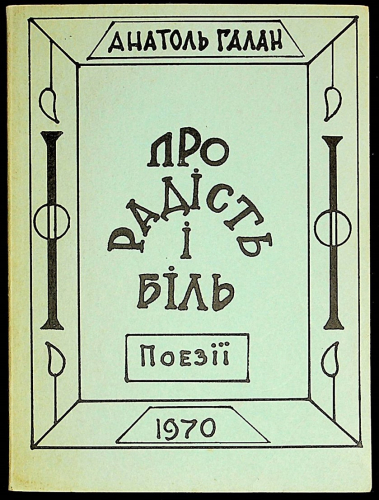 АНАТОЛЬ ГАЛАН
ПРО
РАДІСТЬ
І
БІЛЬ
ПОЕЗІЇ
1970